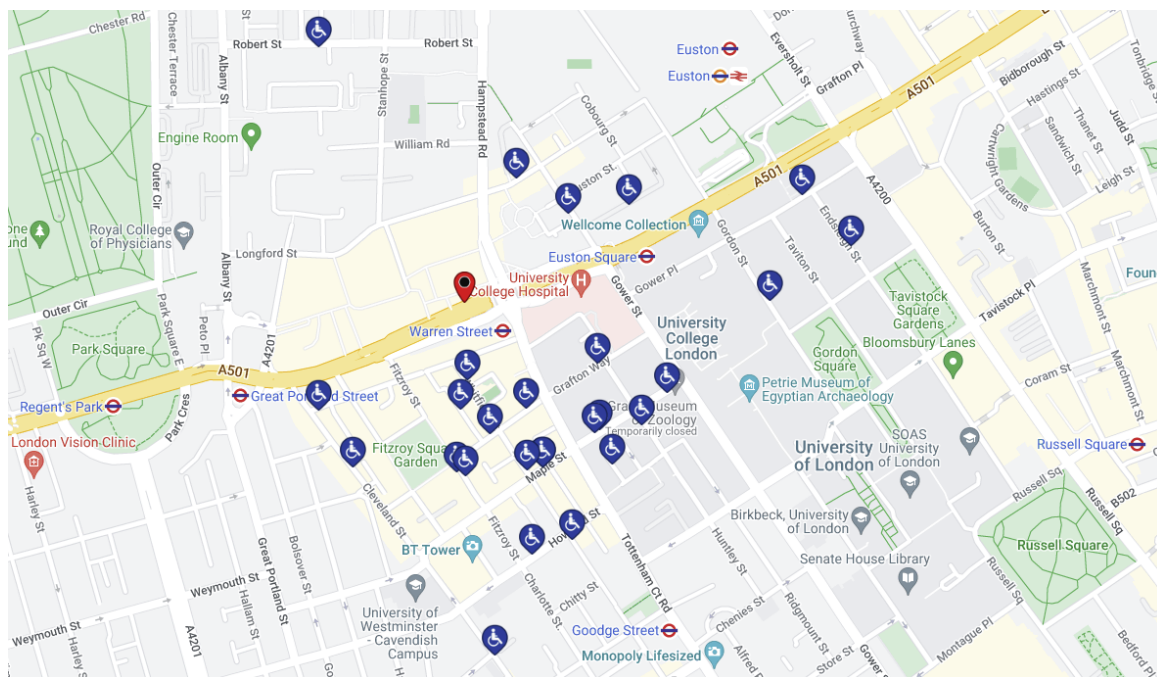 Chester Rd
Chester Terrace
Albany St
Robert St
Robert St
Stanhope St
Hampstead Rd
Cobourg St
Euston
Euston
Eversholt St
Churchway
Grafton Pl
A501
Bidborough St
Hastings St
Tonbridge St
Judd St
Thanet St
Sandwich St
Leigh St
Cartwright Gardens
Engine Room
William Rd
Outer Cir
Royal College
of Physicians
Longford St
Albany St
A501
A4200
Endsleigh St
Burton St
Wellcome Collection
Gordon St
Taviton St
Euston Square
University
College Hospital
Gower Pl
Gower St
Outer Cir
Park Square E
Peto Pl
A4201
Pk Sq W
Park Square
Warren Street
University
College
London
Tavistock
Square
Gardens
Tavistock Pl
Marchmont St
Bloomsbury Lanes
Gordon
Square
Coram St
Marchmont St
A501
Fitzroy St
Grafton Way
Petrie Museum of
Egyptian Archaeology
Regent's Park
Park Cres
Great Portland Street
London Vision Clinic
Fitzroy Square
Garden
Temporarily closed
University
of London
SOAS
University
of London
Russell Square
Harley St
Cleveland St
Maple St
Russell Sq
Russell Sq
B502
Birkbeck, University
of London
Russell Square
Senate House Library
BT Tower
Fitzroy St
Tottenham Ct Rd
Huntley St
Weymouth St
Great Portland St
Bolsover St
Hallam St
University of
Westminster
- Cavendish
Campus
Charlotte St.
Chitty St
Chenies St
Ridgmount St
Russell Sq
Weymouth St
Harley St
A4201
Goodge Street
Monopoly Lifesized
Alfred
Store St
Gower St
Montague Pl
Bedford Pl